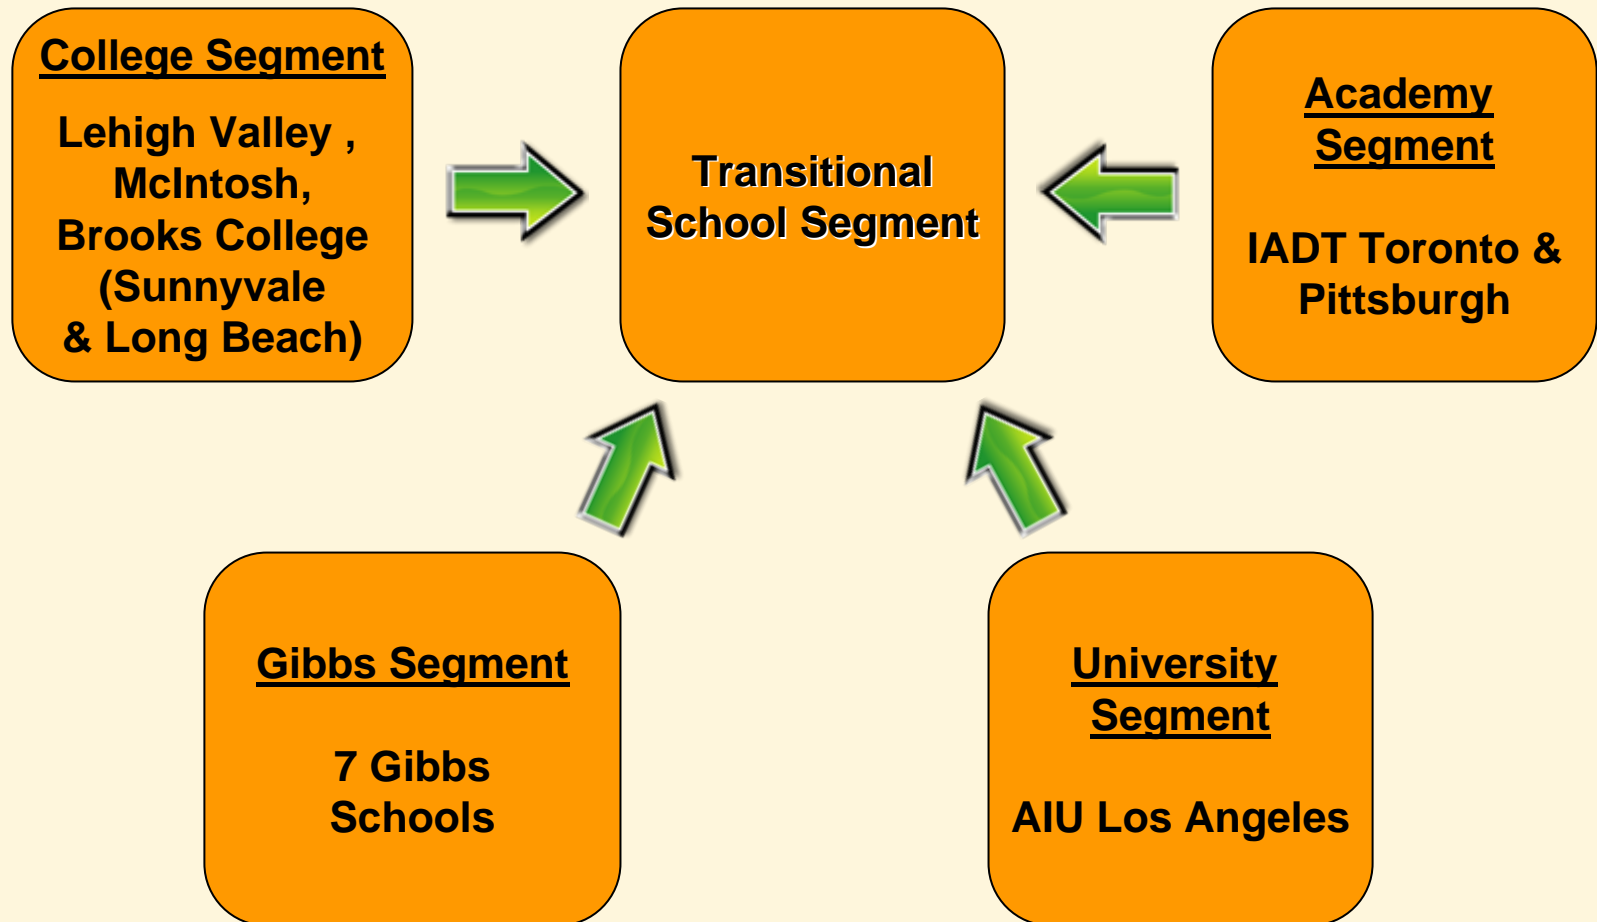 College Segment
Lehigh Valley ,
McIntosh,
Brooks College
(Sunnyvale
& Long Beach)
Transitional
School Segment
Academy
Segment
IADT Toronto &
Pittsburgh
Gibbs Segment
7 Gibbs
Schools
University
Segment
AIU Los Angeles